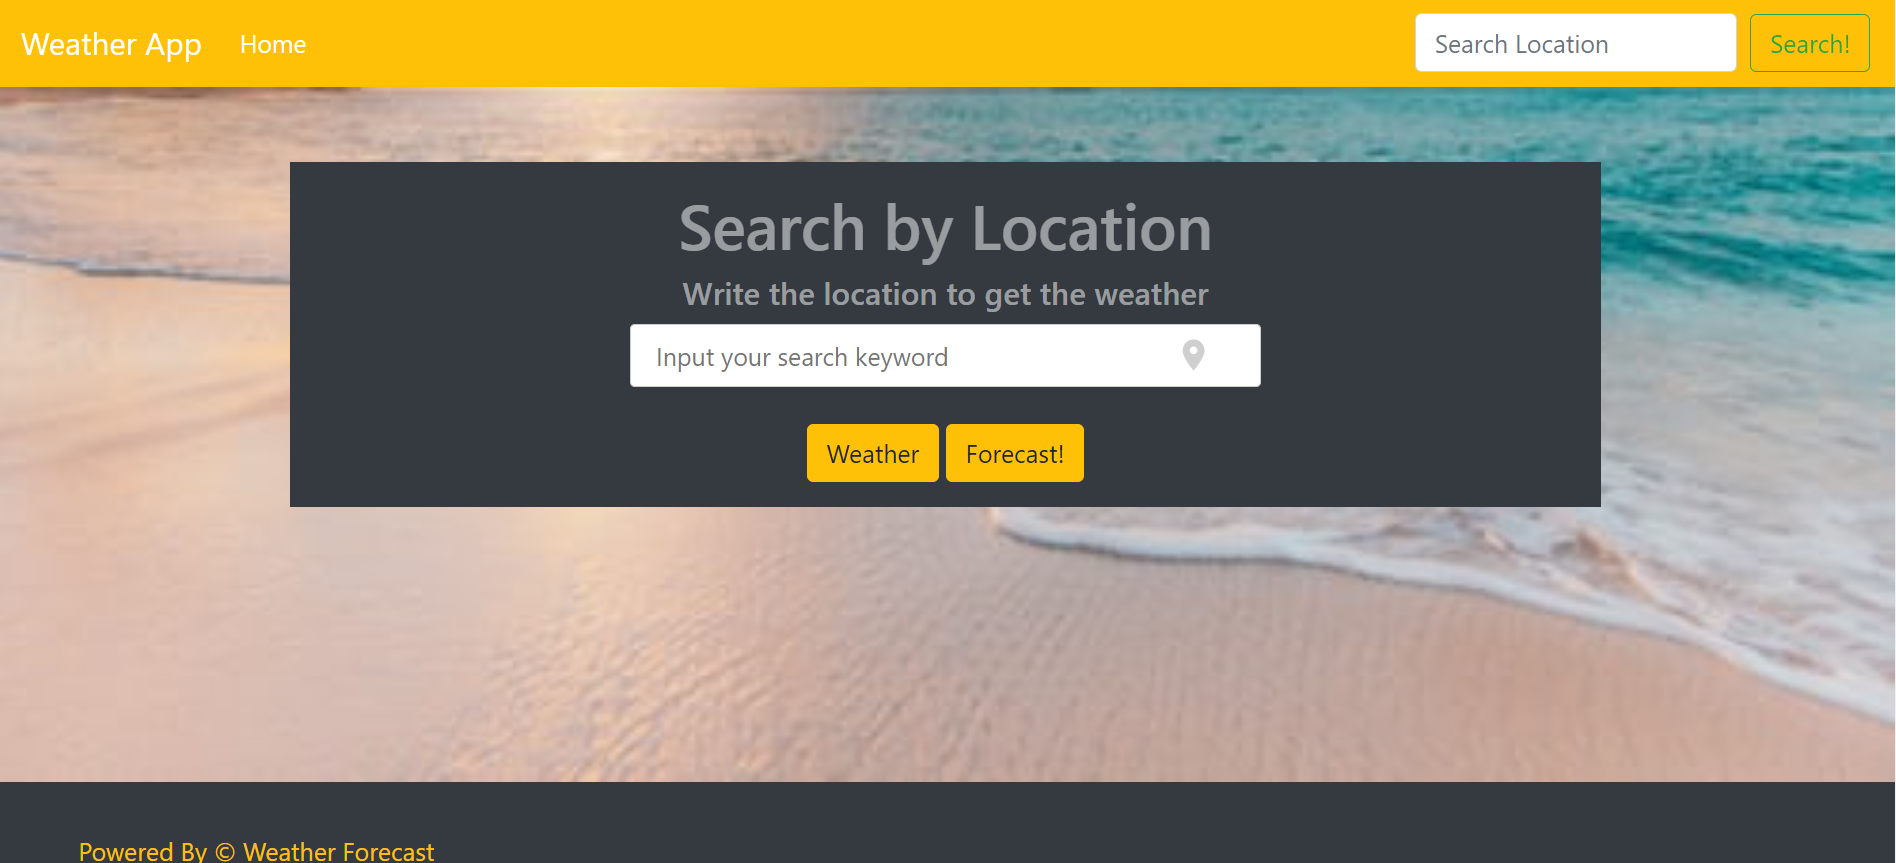 Weather App Home Search Location Search!
Search by Location
Write the location to get the weather
Input your search keyword
Weather Forecast!
Powered By © Weather Forecast